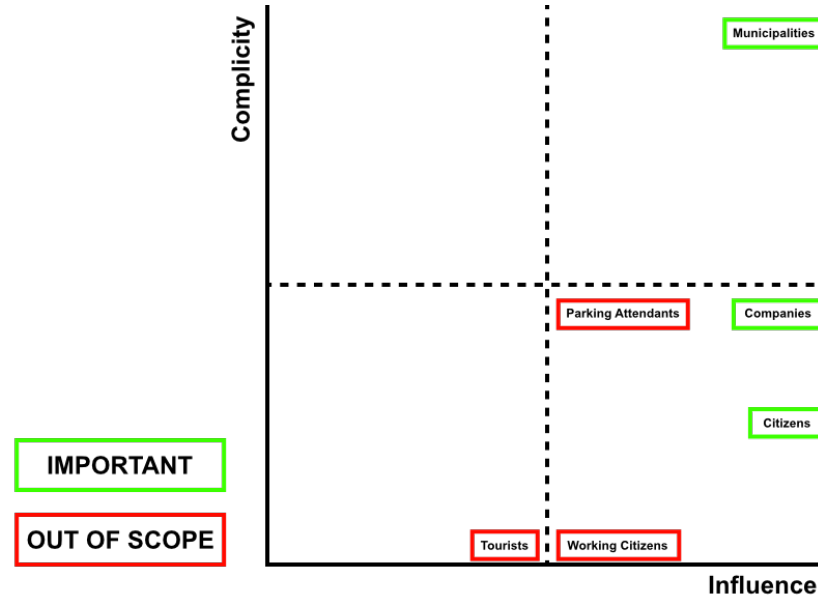 Complicity
Municipalities
Parking Attendants
Companies
Citizens
IMPORTANT
OUT OF SCOPE
Tourists
Working Citizens
Influence